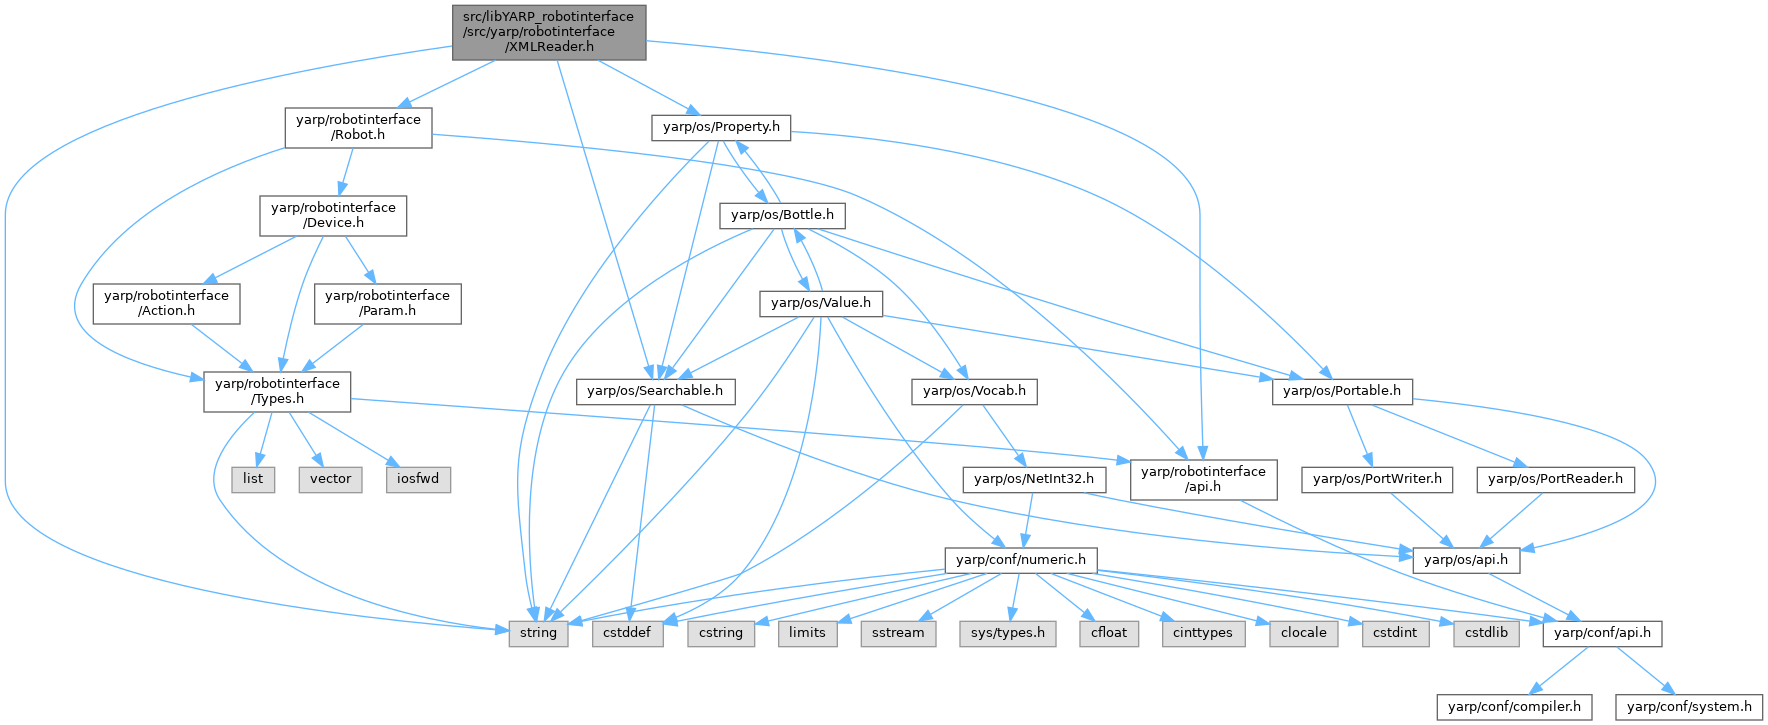 src/libYARP_robotinterface
/src/yarp/robotinterface
/XMLReader.h
yarp/robotinterface
/Robot.h
yarp/os/Property.h
yarp/robotinterface
/Device.h
yarp/os/Bottle.h
yarp/robotinterface
/Action.h
yarp/robotinterface
/Param.h
yarp/os/Value.h
yarp/robotinterface
/Types.h
yarp/os/Searchable.h
yarp/os/Vocab.h
yarp/os/Portable.h
list
vector
iosfwd
yarp/os/NetInt32.h
yarp/robotinterface
/api.h
yarp/os/PortWriter.h
yarp/os/PortReader.h
yarp/conf/numeric.h
yarp/os/api.h
string
cstddef
cstring
limits
sstream
sys/types.h
cfloat
cinttypes
clocale
cstdint
cstdlib
yarp/conf/api.h
yarp/conf/compiler.h
yarp/conf/system.h